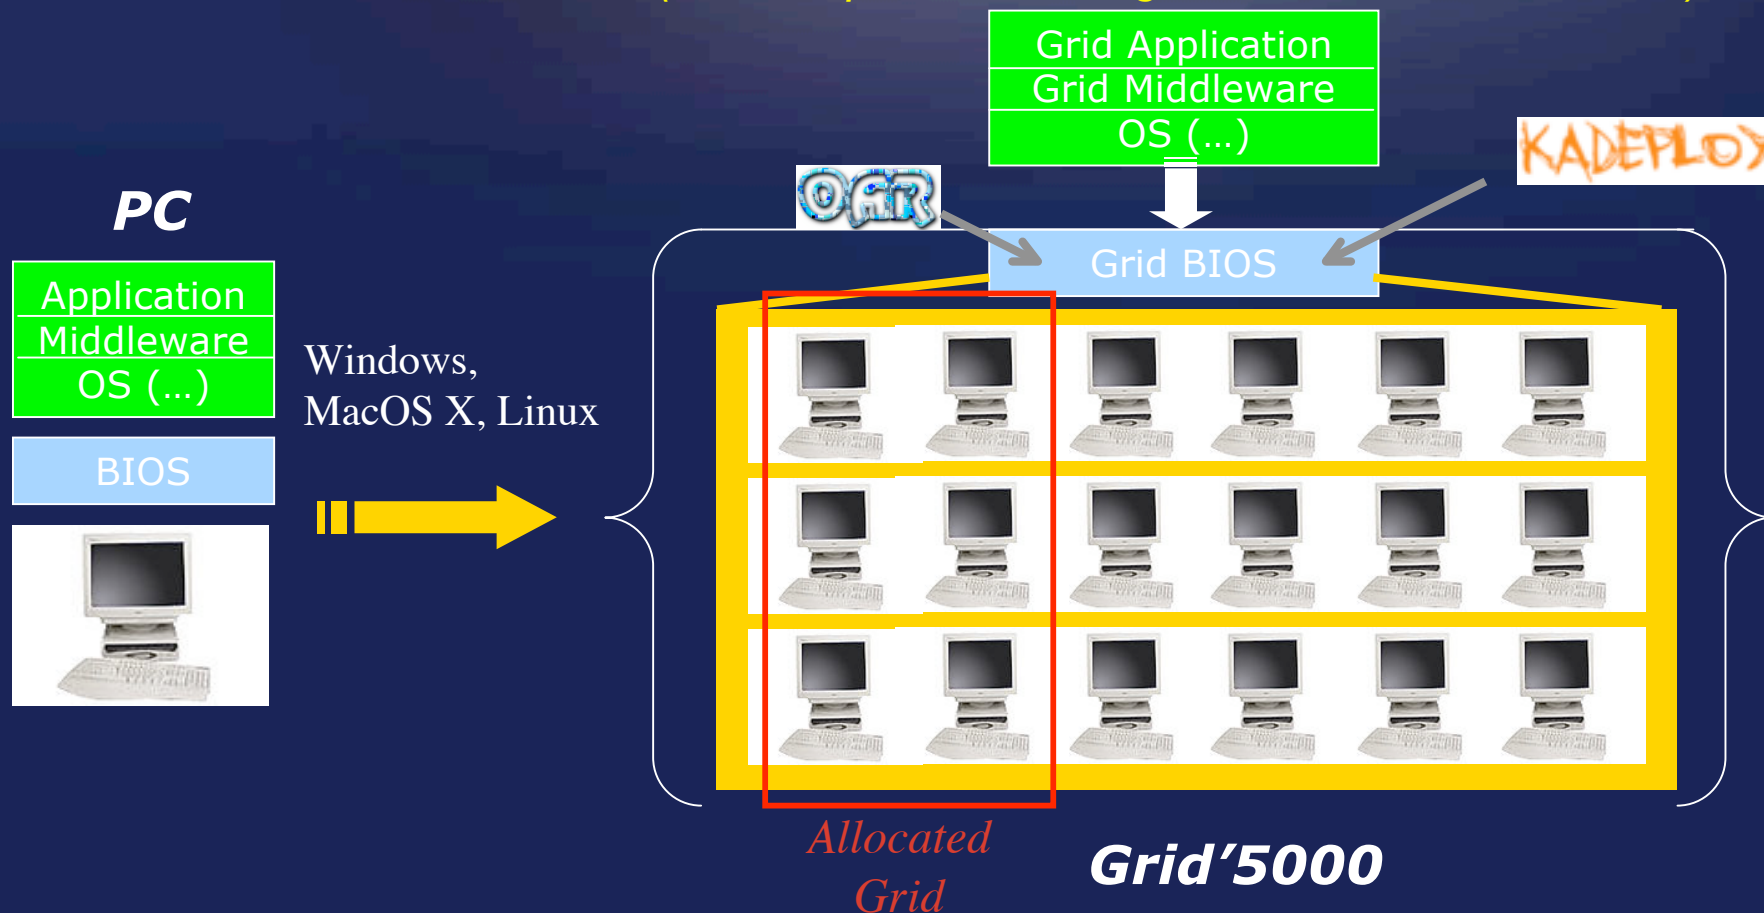 Grid Application
Grid Middleware
OS (...)
KADEPLOY
OAR
PC
Grid BIOS
Application
Middleware
OS (...)
Windows,
MacOS X, Linux
BIOS
Allocated
Grid
Grid’5000